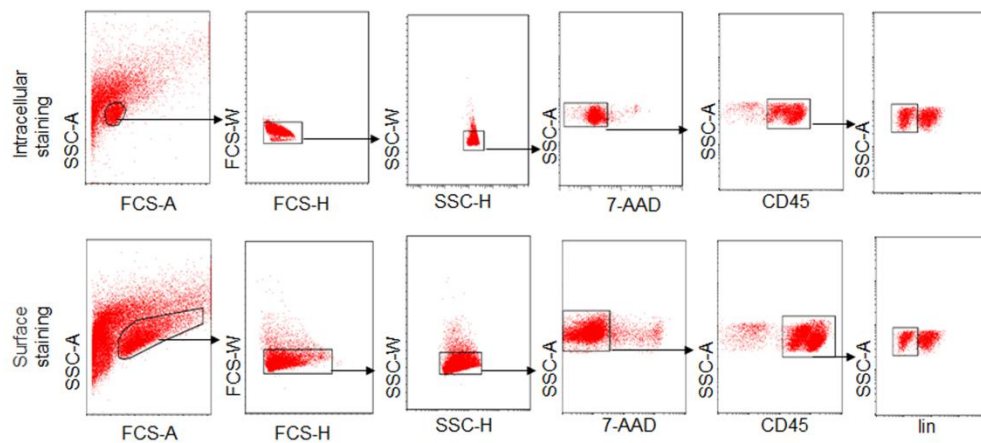 Intracellular
staining
SSC-A
FCS-A
FCS-W
FCS-H
SSC-W
SSC-H
SSC-A
7-AAD
SSC-A
CD45
SSC-A
Surface
staining
SSC-A
FCS-A
FCS-W
FCS-H
SSC-W
SSC-H
SSC-A
7-AAD
SSC-A
CD45
SSC-A
lin